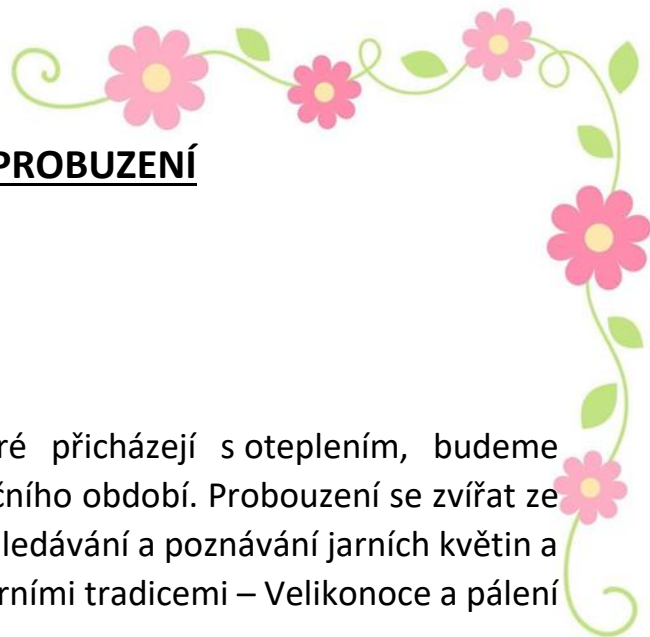 PROBUZENÍ
ré přicházejí s oteplením, budeme
čního období. Probouzení se zvířat ze
ledávání a poznávání jarních květin a
rními tradicemi – Velikonoce a pálení